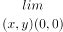 lim
(x, y)(0, 0)